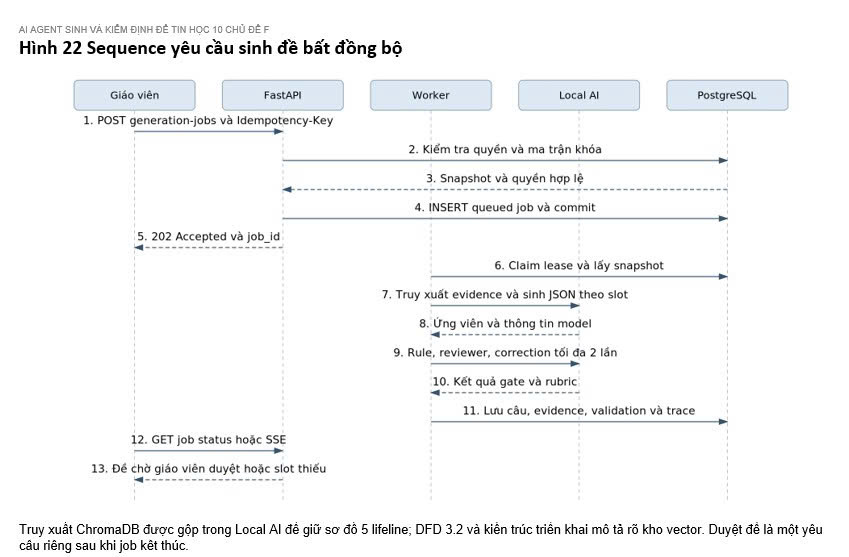 AI AGENT SINH VÀ KIỂM ĐỊNH ĐỀ TIN HỌC 10 CHỦ ĐỀ F
Hình 22 Sequence yêu cầu sinh đề bất đồng bộ
Giáo viên
FastAPI
Worker
Local AI
PostgreSQL
1. POST generation-jobs và Idempotency-Key
2. Kiểm tra quyền và ma trận khóa
3. Snapshot và quyền hợp lệ
4. INSERT queued job và commit
5. 202 Accepted và job_id
6. Claim lease và lấy snapshot
7. Truy xuất evidence và sinh JSON theo slot
8. Ứng viên và thông tin model
9. Rule, reviewer, correction tối đa 2 lần
10. Kết quả gate và rubric
11. Lưu câu, evidence, validation và trace
12. GET job status hoặc SSE
13. Đề chờ giáo viên duyệt hoặc slot thiếu
Truy xuất ChromaDB được gộp trong Local AI để giữ sơ đồ 5 lifeline; DFD 3.2 và kiến trúc triển khai mô tả rõ kho vector. Duyệt đề là một yêu
cầu riêng sau khi job kết thúc.